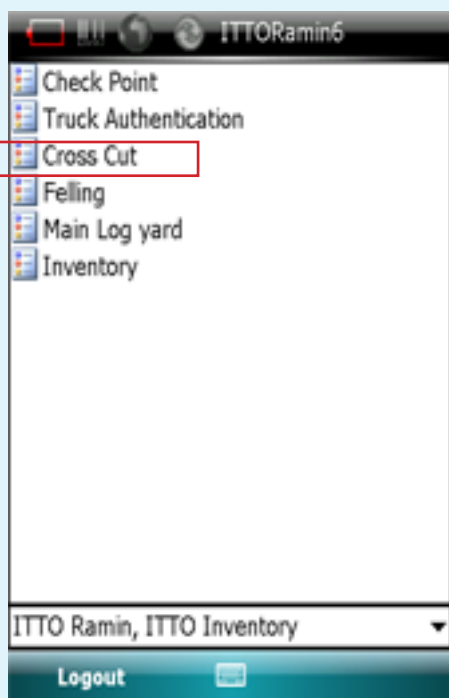 ITTORamin6
Check Point
Truck Authentication
Cross Cut
Felling
Main Log yard
Inventory
ITTO Ramin, ITTO Inventory
Logout